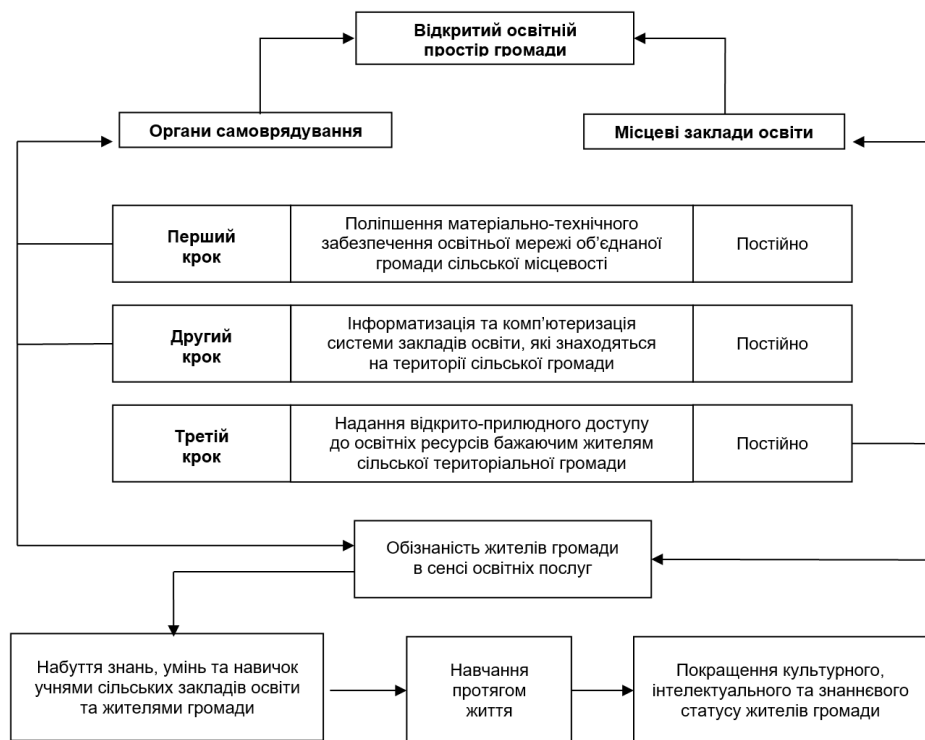 Відкритий освітній
простір громади
Органи самоврядування
Місцеві заклади освіти
Перший
крок
Поліпшення матеріально-технічного
забезпечення освітньої мережі об’єднаної
громади сільської місцевості
Постійно
Другий
крок
Інформатизація та комп’ютеризація
системи закладів освіти, які знаходяться
на території сільської громади
Постійно
Третій
крок
Надання відкрито-прилюдного доступу
до освітніх ресурсів бажаючим жителям
сільської територіальної громади
Постійно
Обізнаність жителів громади
в сенсі освітніх послуг
Набуття знань, умінь та навичок
учнями сільських закладів освіти
та жителями громади
Навчання
протягом
життя
Покращення культурного,
інтелектуального та знаннєвого
статусу жителів громади